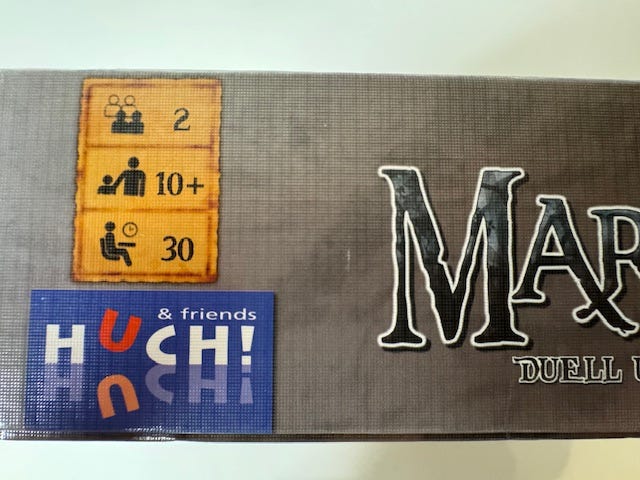 2
10+
30
& friends
HUCH!
MAR
DUELL